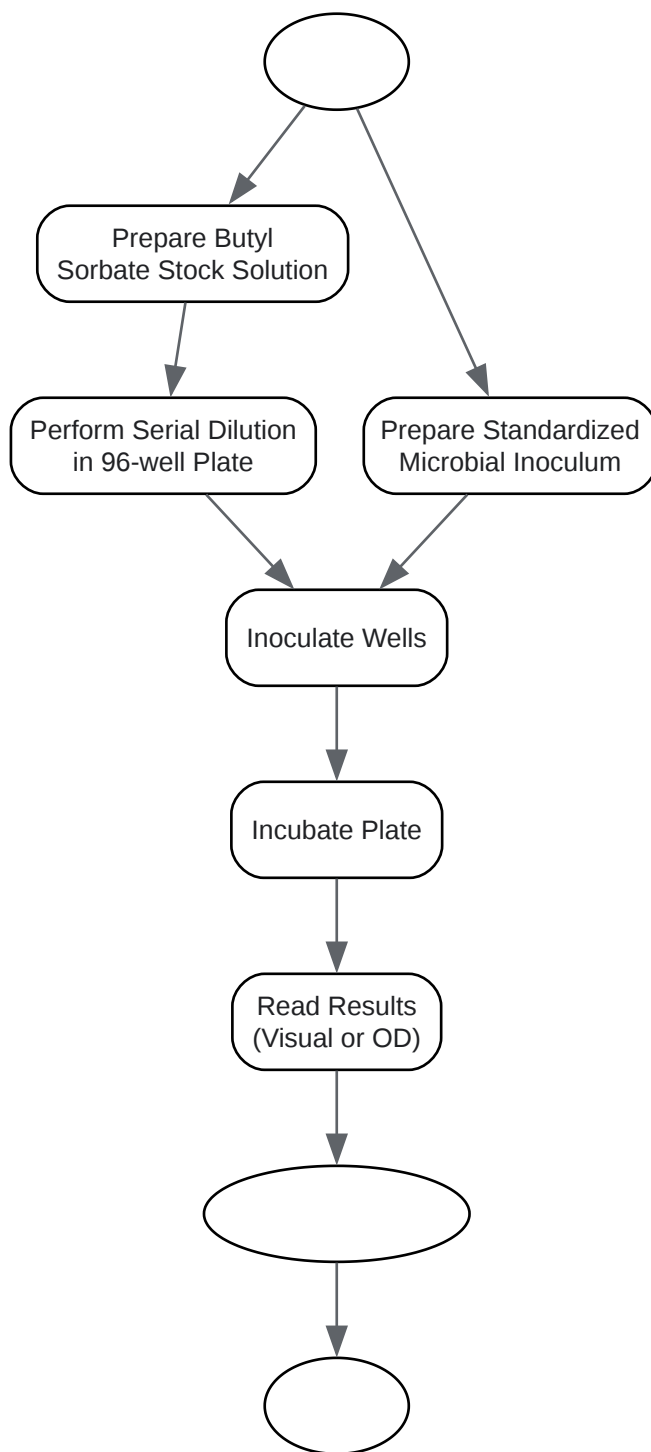 Prepare Butyl
Sorbate Stock Solution
Perform Serial Dilution
in 96-well Plate
Prepare Standardized
Microbial Inoculum
Inoculate Wells
Incubate Plate
Read Results
(Visual or OD)